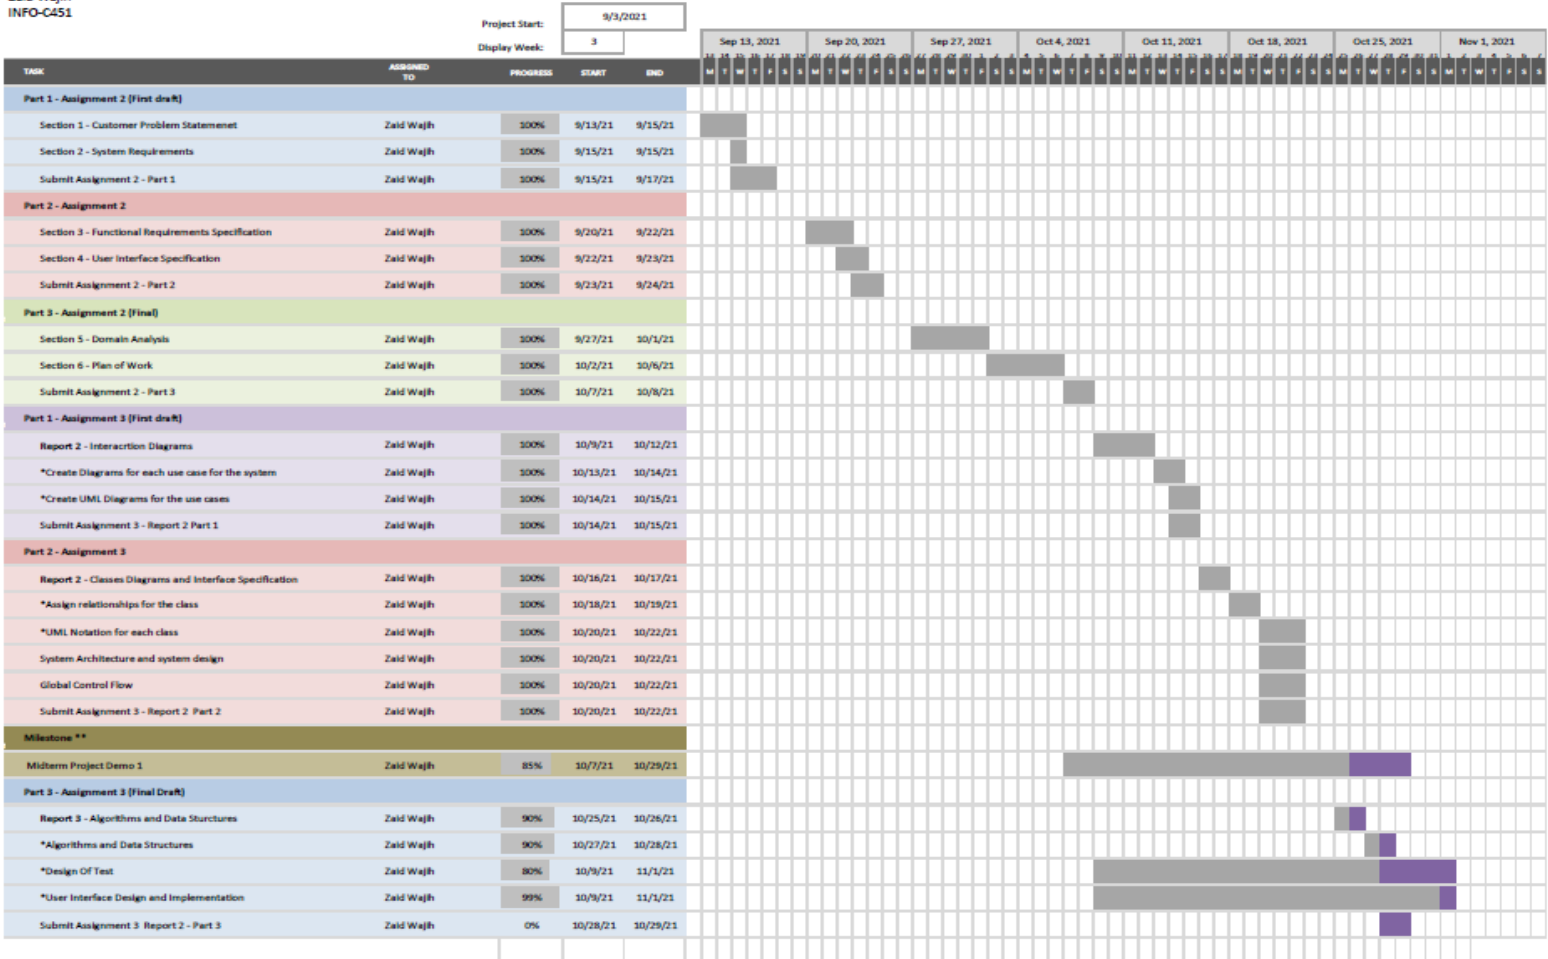 INFO-C451
Project Start: 9/3/2021
Display Week: 3
Sep 13, 2021 Sep 20, 2021 Sep 27, 2021 Oct 4, 2021 Oct 11, 2021 Oct 18, 2021 Oct 25, 2021 Nov 1, 2021
TASK ASSIGNED TO PROGRESS START END M T W T F S S M T W T F S S M T W T F S S M T W T F S S M T W T F S S M T W T F S S M T W T F S S M T W T F S S
Part 1 - Assignment 2 (First draft)
Section 1 - Customer Problem Statemenet Zaid Wajih 100% 9/13/21 9/15/21
Section 2 - System Requirements Zaid Wajih 100% 9/15/21 9/15/21
Submit Assignment 2 - Part 1 Zaid Wajih 100% 9/15/21 9/17/21
Part 2 - Assignment 2
Section 3 - Functional Requirements Specification Zaid Wajih 100% 9/20/21 9/22/21
Section 4 - User Interface Specification Zaid Wajih 100% 9/22/21 9/23/21
Submit Assignment 2 - Part 2 Zaid Wajih 100% 9/23/21 9/24/21
Part 3 - Assignment 2 (Final)
Section 5 - Domain Analysis Zaid Wajih 100% 9/27/21 10/1/21
Section 6 - Plan of Work Zaid Wajih 100% 10/2/21 10/6/21
Submit Assignment 2 - Part 3 Zaid Wajih 100% 10/7/21 10/8/21
Part 1 - Assignment 3 (First draft)
Report 2 - Interacrtion Diagrams Zaid Wajih 100% 10/9/21 10/12/21
*Create Diagrams for each use case for the system Zaid Wajih 100% 10/13/21 10/14/21
*Create UML Diagrams for the use cases Zaid Wajih 100% 10/14/21 10/15/21
Submit Assignment 3 - Report 2 Part 1 Zaid Wajih 100% 10/14/21 10/15/21
Part 2 - Assignment 3
Report 2 - Classes Diagrams and Interface Specification Zaid Wajih 100% 10/16/21 10/17/21
*Assign relationships for the class Zaid Wajih 100% 10/18/21 10/19/21
*UML Notation for each class Zaid Wajih 100% 10/20/21 10/22/21
System Architecture and system design Zaid Wajih 100% 10/20/21 10/22/21
Global Control Flow Zaid Wajih 100% 10/20/21 10/22/21
Submit Assignment 3 - Report 2 Part 2 Zaid Wajih 100% 10/20/21 10/22/21
Milestone **
Midterm Project Demo 1 Zaid Wajih 85% 10/7/21 10/29/21
Part 3 - Assignment 3 (Final Draft)
Report 3 - Algorithms and Data Sturctures Zaid Wajih 90% 10/25/21 10/26/21
*Algorithms and Data Structures Zaid Wajih 90% 10/27/21 10/28/21
*Design Of Test Zaid Wajih 80% 10/9/21 11/1/21
*User Interface Design and Implementation Zaid Wajih 99% 10/9/21 11/1/21
Submit Assignment 3 Report 2 - Part 3 Zaid Wajih 0% 10/28/21 10/29/21